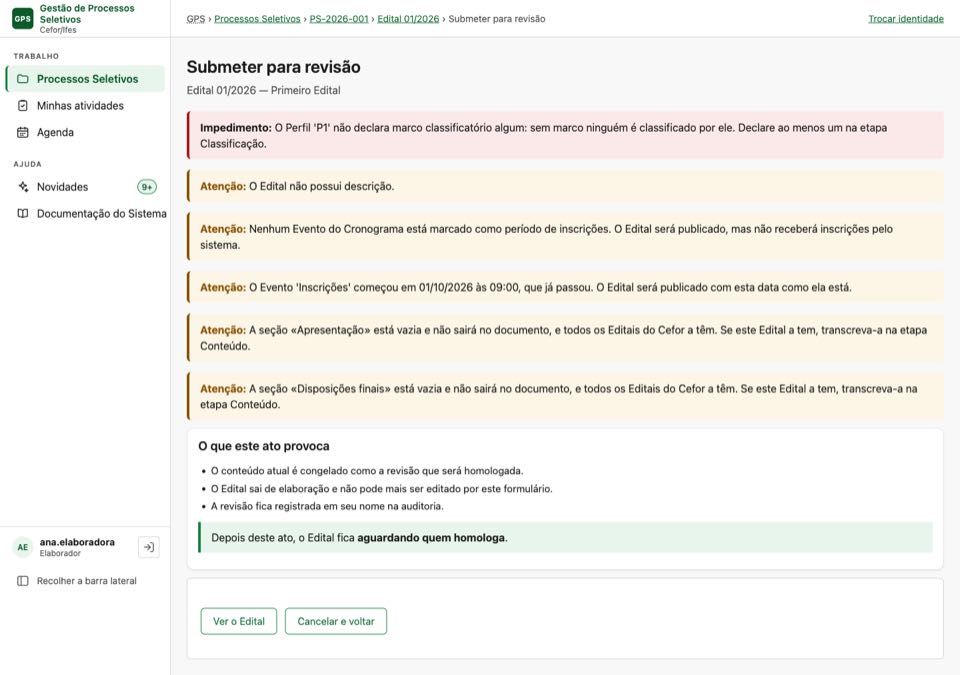 GPS
Gestão de Processos
Seletivos
Cefor/Ifes
GPS › Processos Seletivos › PS-2026-001 › Edital 01/2026 › Submeter para revisão
Trocar identidade
TRABALHO
Processos Seletivos
Minhas atividades
Agenda
AJUDA
Novidades
9+
Documentação do Sistema
Submeter para revisão
Edital 01/2026 — Primeiro Edital
Impedimento: O Perfil 'P1' não declara marco classificatório algum: sem marco ninguém é classificado por ele. Declare ao menos um na etapa
Classificação.
Atenção: O Edital não possui descrição.
Atenção: Nenhum Evento do Cronograma está marcado como período de inscrições. O Edital será publicado, mas não receberá inscrições pelo
sistema.
Atenção: O Evento 'Inscrições' começou em 01/10/2026 às 09:00, que já passou. O Edital será publicado com esta data como ela está.
Atenção: A seção «Apresentação» está vazia e não sairá no documento, e todos os Editais do Cefor a têm. Se este Edital a tem, transcreva-a na etapa
Conteúdo.
Atenção: A seção «Disposições finais» está vazia e não sairá no documento, e todos os Editais do Cefor a têm. Se este Edital a tem, transcreva-a na
etapa Conteúdo.
O que este ato provoca
• O conteúdo atual é congelado como a revisão que será homologada.
• O Edital sai de elaboração e não pode mais ser editado por este formulário.
• A revisão fica registrada em seu nome na auditoria.
Depois deste ato, o Edital fica aguardando quem homologa.
Ver o Edital
Cancelar e voltar
AE
ana.elaboradora
Elaborador
Recolher a barra lateral